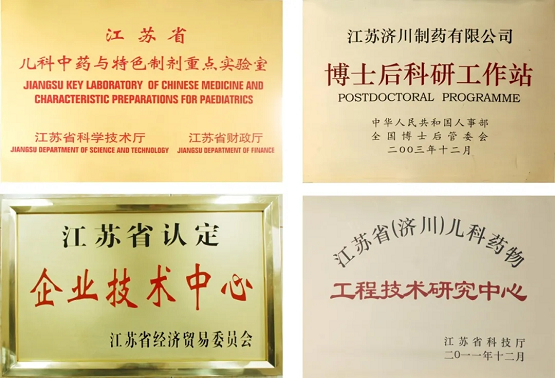 江苏省
儿科中药与特色制剂重点实验室
JIANGSU KEY LABORATORY OF CHINESE MEDICINE AND
CHARACTERISTIC PREPARATIONS FOR PAEDIATRICS
江苏省科学技术厅 江苏省财政厅
JIANGSU DEPARTMENT OF SCIENCE AND TECHNOLOGY JIANGSU DEPARTMENT OF FINANCE
江苏济川制药有限公司
博士后科研工作站
POSTDOCTORAL PROGRAMME
中华人民共和国人事部
全国博士后管委会
二○○三年十二月
江苏省认定
企业技术中心
江苏省经济贸易委员会
江苏省(济川)儿科药物
工程技术研究中心
江苏省科技厅
二○一一年十二月